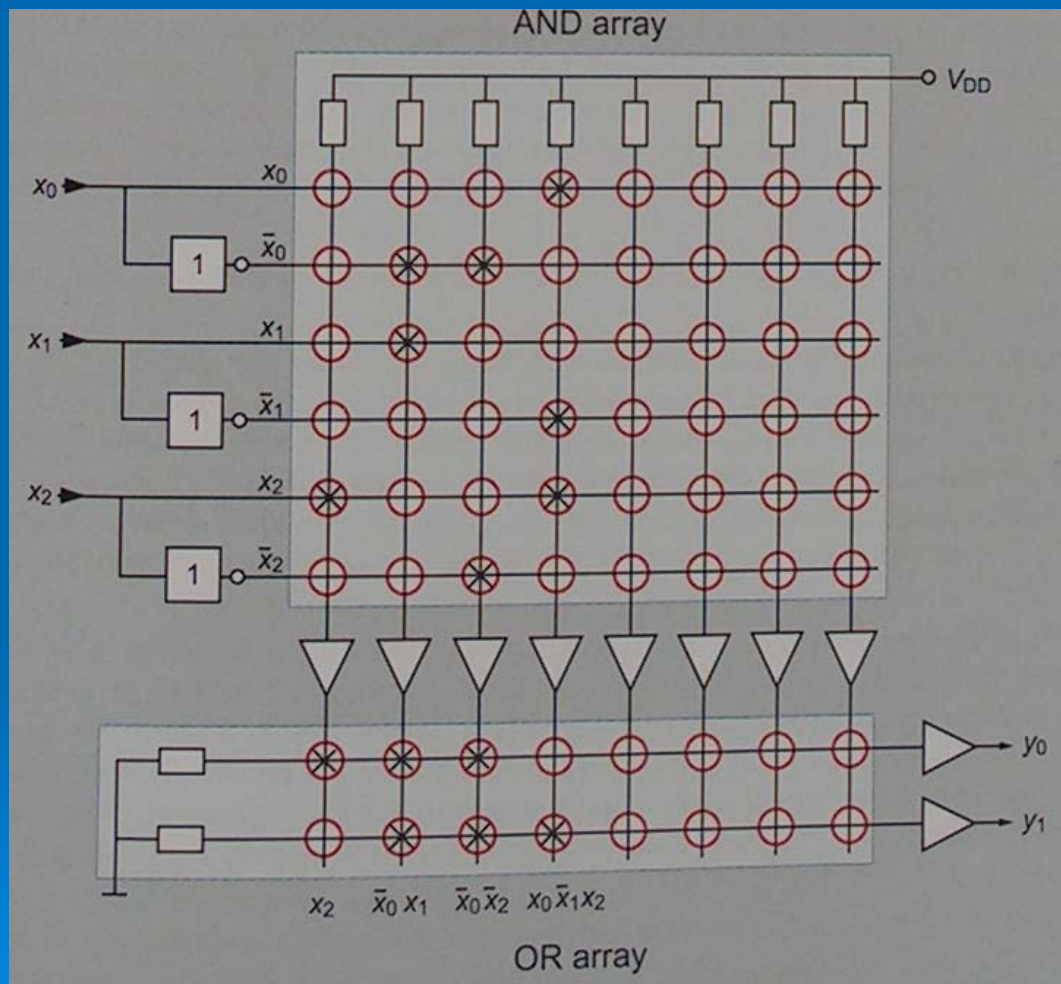 AND array
V_DD
x₀ x₀
1 x̄₀
x₁ x₁
1 x̄₁
x₂ x₂
1 x̄₂
y₀
y₁
x₂ x̄₀ x₁ x̄₀ x̄₂ x₀ x̄₁ x₂
OR array